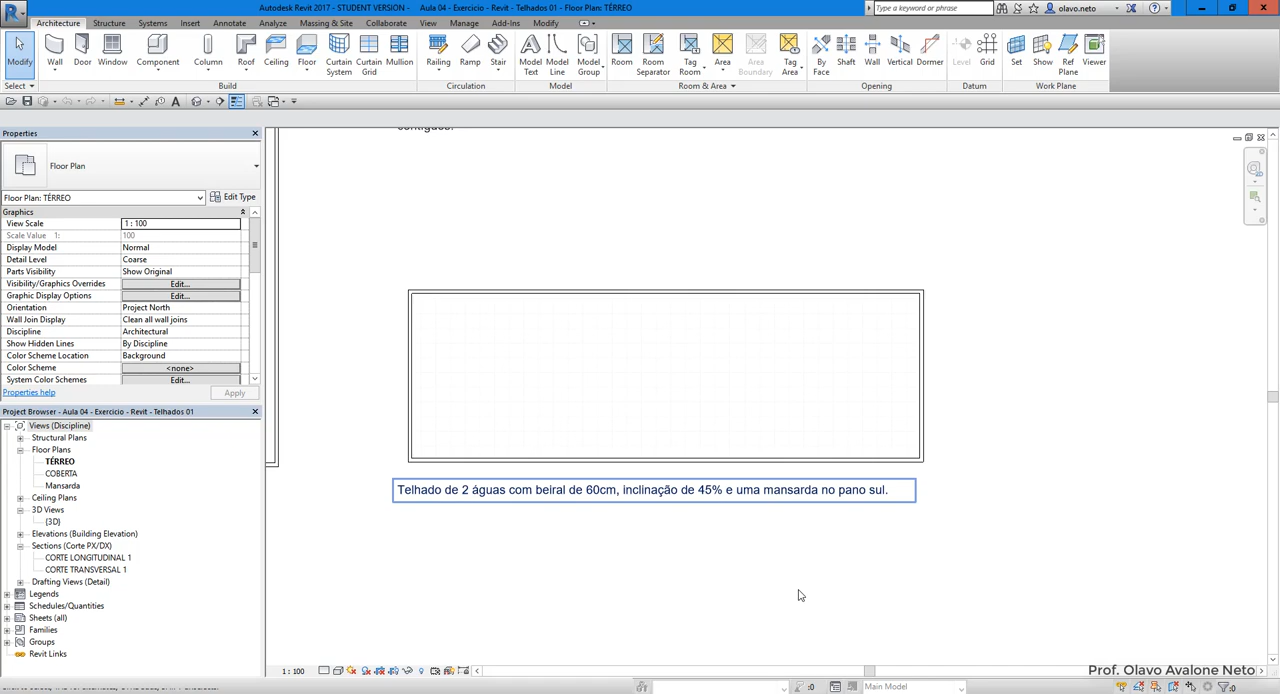 Autodesk Revit 2017 - STUDENT VERSION - Aula 04 - Exercicio - Revit - Telhados 01 - Floor Plan: TÉRREO
Type a keyword or phrase
olavo.neto
Architecture Structure Systems Insert Annotate Analyze Massing & Site Collaborate View Manage Add-Ins Modify
Modify Wall Door Window Component Column Roof Ceiling Floor Curtain System Curtain Grid Mullion Railing Ramp Stair Model Text Model Line Model Group Room Room Separator Tag Room Area Area Boundary Tag Area By Face Shaft Wall Vertical Dormer Level Grid Set Show Ref Plane Viewer
Select Build Circulation Model Room & Area Opening Datum Work Plane
Properties
Floor Plan
Floor Plan: TÉRREO Edit Type
Graphics
View Scale 1 : 100
Scale Value 1: 100
Display Model Normal
Detail Level Coarse
Parts Visibility Show Original
Visibility/Graphics Overrides Edit...
Graphic Display Options Edit...
Orientation Project North
Wall Join Display Clean all wall joins
Discipline Architectural
Show Hidden Lines By Discipline
Color Scheme Location Background
Color Scheme <none>
System Color Schemes Edit...
Properties help Apply
Project Browser - Aula 04 - Exercicio - Revit - Telhados 01
Views (Discipline)
Structural Plans
Floor Plans
TÉRREO
COBERTA
Mansarda
Ceiling Plans
3D Views
{3D}
Elevations (Building Elevation)
Sections (Corte PX/DX)
CORTE LONGITUDINAL 1
CORTE TRANSVERSAL 1
Drafting Views (Detail)
Legends
Schedules/Quantities
Sheets (all)
Families
Groups
Revit Links
Telhado de 2 águas com beiral de 60cm, inclinação de 45% e uma mansarda no pano sul.
1 : 100
Prof. Olavo Avalone Neto
:0 Main Model :0